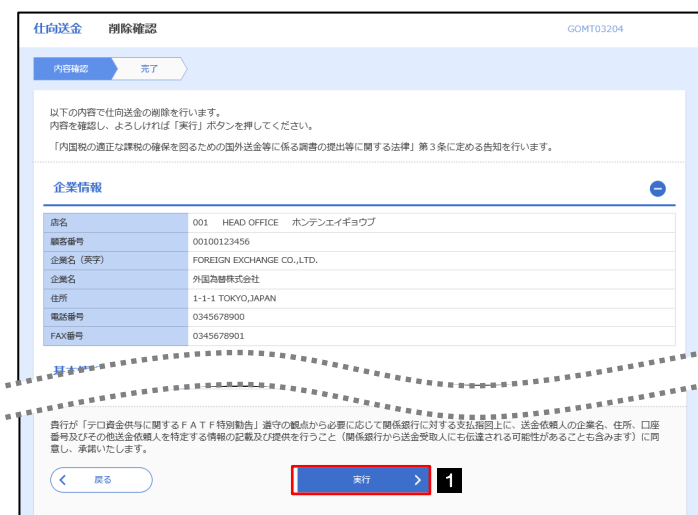 仕向送金 削除確認 GOMT03204
内容確認 完了
以下の内容で仕向送金の削除を行います。
内容を確認し、よろしければ「実行」ボタンを押してください。
「内国税の適正な課税の確保を図るための国外送金等に係る調書の提出等に関する法律」第３条に定める告知を行います。
企業情報
店名 001 HEAD OFFICE ホンテンエイギョウブ
顧客番号 00100123456
企業名（英字） FOREIGN EXCHANGE CO.,LTD.
企業名 外国為替株式会社
住所 1-1-1 TOKYO,JAPAN
電話番号 0345678900
FAX番号 0345678901
貴行が「テロ資金供与に関するＦＡＴＦ特別勧告」遵守の観点から必要に応じて関係銀行に対する支払指図上に、送金依頼人の企業名、住所、口座
番号及びその他送金依頼人を特定する情報の記載及び提供を行うこと（関係銀行から送金受取人にも伝達される可能性があることも含みます）に同
意し、承諾いたします。
戻る 実行 1